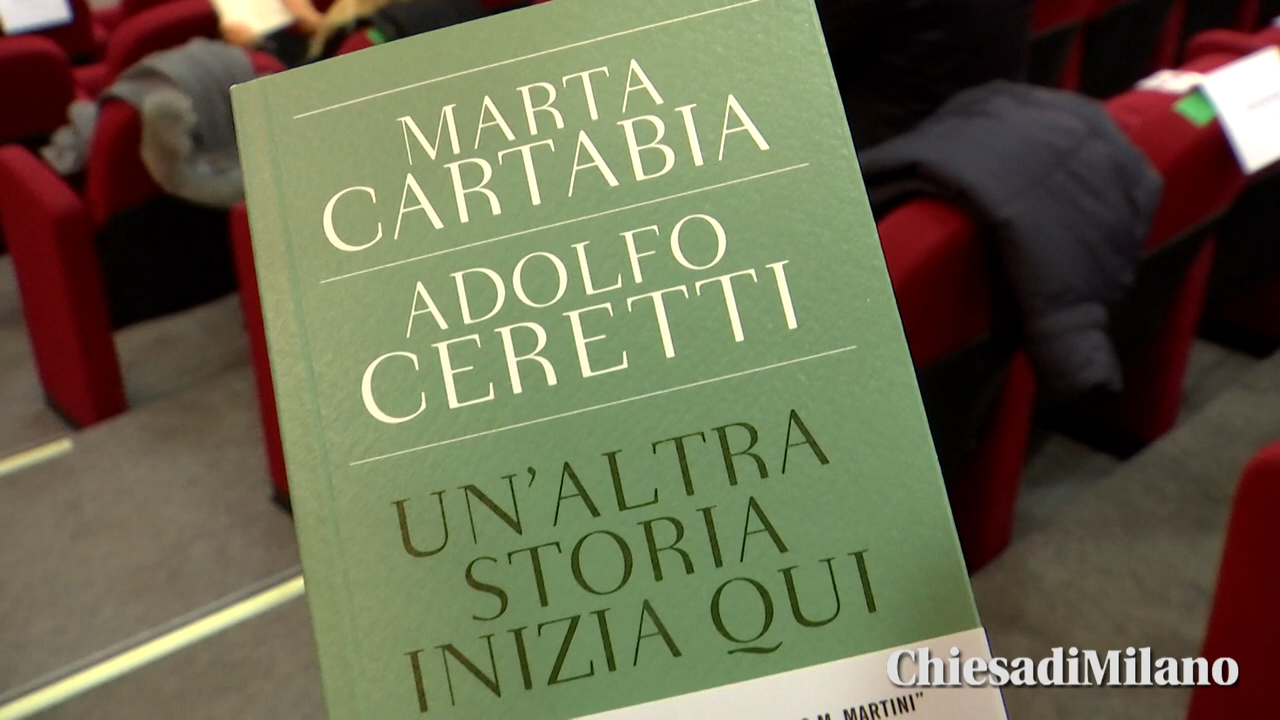 MARTA
CARTABIA
ADOLFO
CERETTI
UN'ALTRA
STORIA
INIZIA QUI
M. MARTINI”
ChiesadiMilano